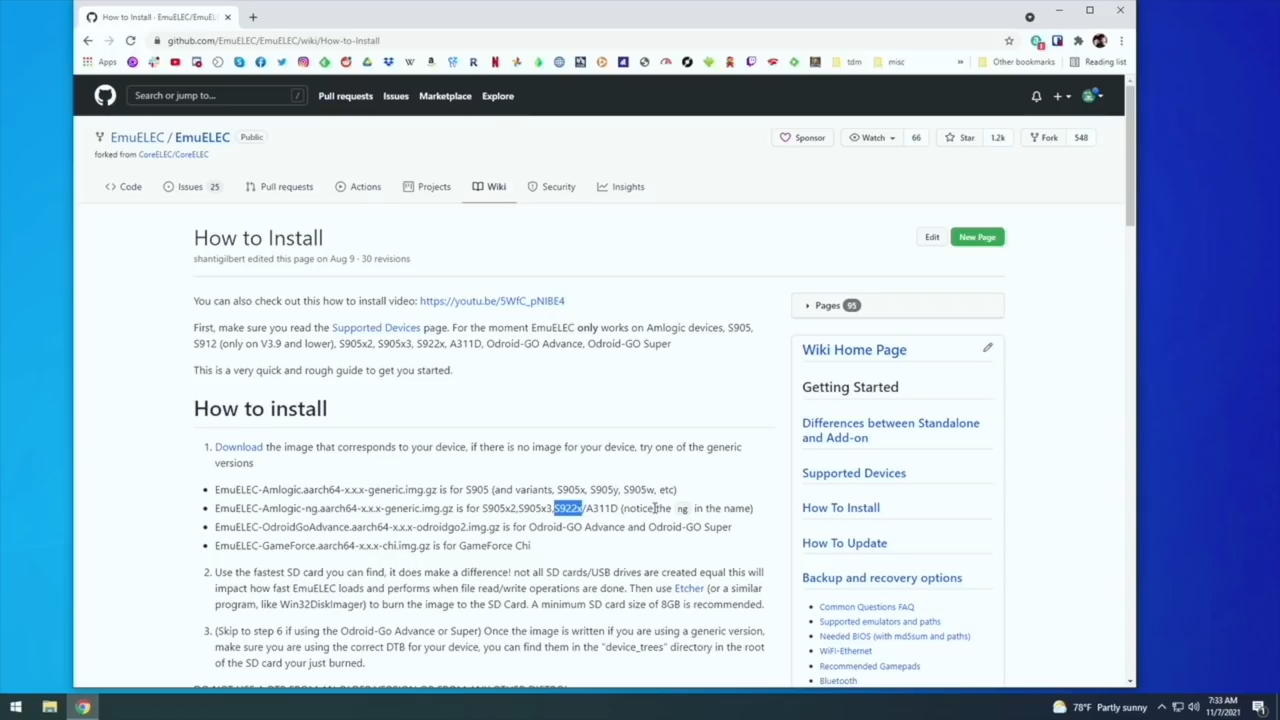 How to Install · EmuELEC/EmuEL
github.com/EmuELEC/EmuELEC/wiki/How-to-Install
Apps
tdm
misc
»
Other bookmarks
Reading list
Search or jump to...
/
Pull requests
Issues
Marketplace
Explore
EmuELEC / EmuELEC
Public
forked from CoreELEC/CoreELEC
Sponsor
Watch
66
Star
1.2k
Fork
548
Code
Issues 25
Pull requests
Actions
Projects
Wiki
Security
Insights
How to Install
Edit
New Page
shantigilbert edited this page on Aug 9 · 30 revisions
You can also check out this how to install video: https://youtu.be/5WfC_pNIBE4
First, make sure you read the Supported Devices page. For the moment EmuELEC only works on Amlogic devices, S905,
S912 (only on V3.9 and lower), S905x2, S905x3, S922x, A311D, Odroid-GO Advance, Odroid-GO Super
This is a very quick and rough guide to get you started.
How to install
1. Download the image that corresponds to your device, if there is no image for your device, try one of the generic
versions
• EmuELEC-Amlogic.aarch64-x.x.x-generic.img.gz is for S905 (and variants, S905x, S905y, S905w, etc)
• EmuELEC-Amlogic-ng.aarch64-x.x.x-generic.img.gz is for S905x2,S905x3,S922x/A311D (notice the ng in the name)
• EmuELEC-OdroidGoAdvance.aarch64-x.x.x-odroidgo2.img.gz is for Odroid-GO Advance and Odroid-GO Super
• EmuELEC-GameForce.aarch64-x.x.x-chi.img.gz is for GameForce Chi
2. Use the fastest SD card you can find, it does make a difference! not all SD cards/USB drives are created equal this will
impact how fast EmuELEC loads and performs when file read/write operations are done. Then use Etcher (or a similar
program, like Win32DiskImager) to burn the image to the SD Card. A minimum SD card size of 8GB is recommended.
3. (Skip to step 6 if using the Odroid-Go Advance or Super) Once the image is written if you are using a generic version,
make sure you are using the correct DTB for your device, you can find them in the "device_trees" directory in the root
of the SD card your just burned.
Pages 95
Wiki Home Page
Getting Started
Differences between Standalone
and Add-on
Supported Devices
How To Install
How To Update
Backup and recovery options
• Common Questions FAQ
• Supported emulators and paths
• Needed BIOS (with md5sum and paths)
• WiFi-Ethernet
• Recommended Gamepads
• Bluetooth
78°F Partly sunny
7:33 AM
11/7/2021